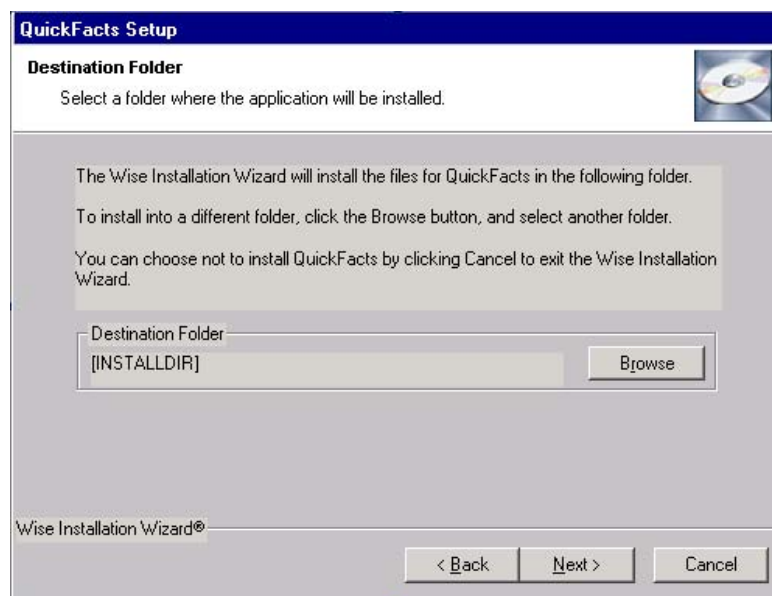 QuickFacts Setup
Destination Folder
Select a folder where the application will be installed.
The Wise Installation Wizard will install the files for QuickFacts in the following folder.
To install into a different folder, click the Browse button, and select another folder.
You can choose not to install QuickFacts by clicking Cancel to exit the Wise Installation
Wizard.
Destination Folder
[INSTALLDIR]
Browse
Wise Installation Wizard®
< Back
Next >
Cancel